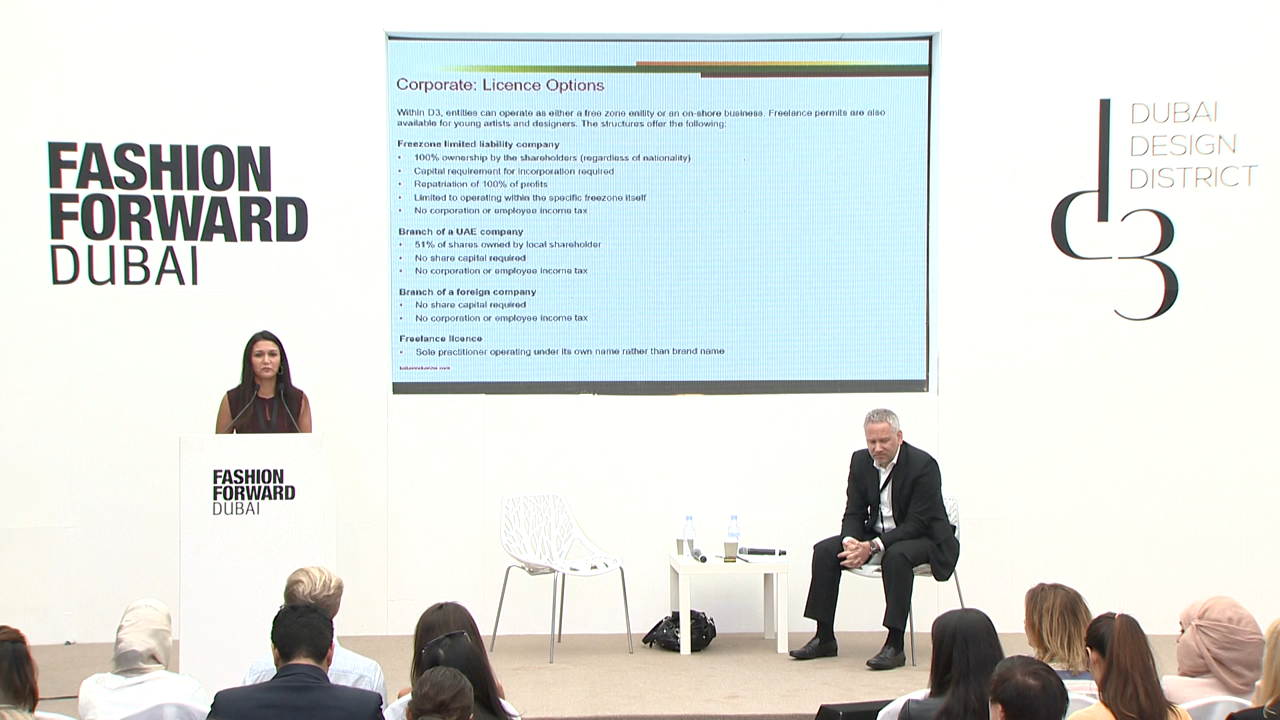 FASHION
FORWARD
DUBAI
Corporate: Licence Options
Within D3, entities can operate as either a free zone enility or an on-shore business. Freelance permits are also
available for young artists and designers. The structures offer the following:
Freezone limited liability company
• 100% ownership by the shareholders (regardless of nationality)
• Capital requirement for incorporation required
• Repatriation of 100% of profits
• Limited to operating within the specific freezone itself
• No corporation or employee income tax
Branch of a UAE company
• 51% of shares owned by local shareholder
• No share capital required
• No corporation or employee income tax
Branch of a foreign company
• No share capital required
• No corporation or employee income tax
Freelance licence
• Sole practitioner operating under its own name rather than brand name
DUBAI
DESIGN
DISTRICT
d3
FASHION
FORWARD
DUBAI